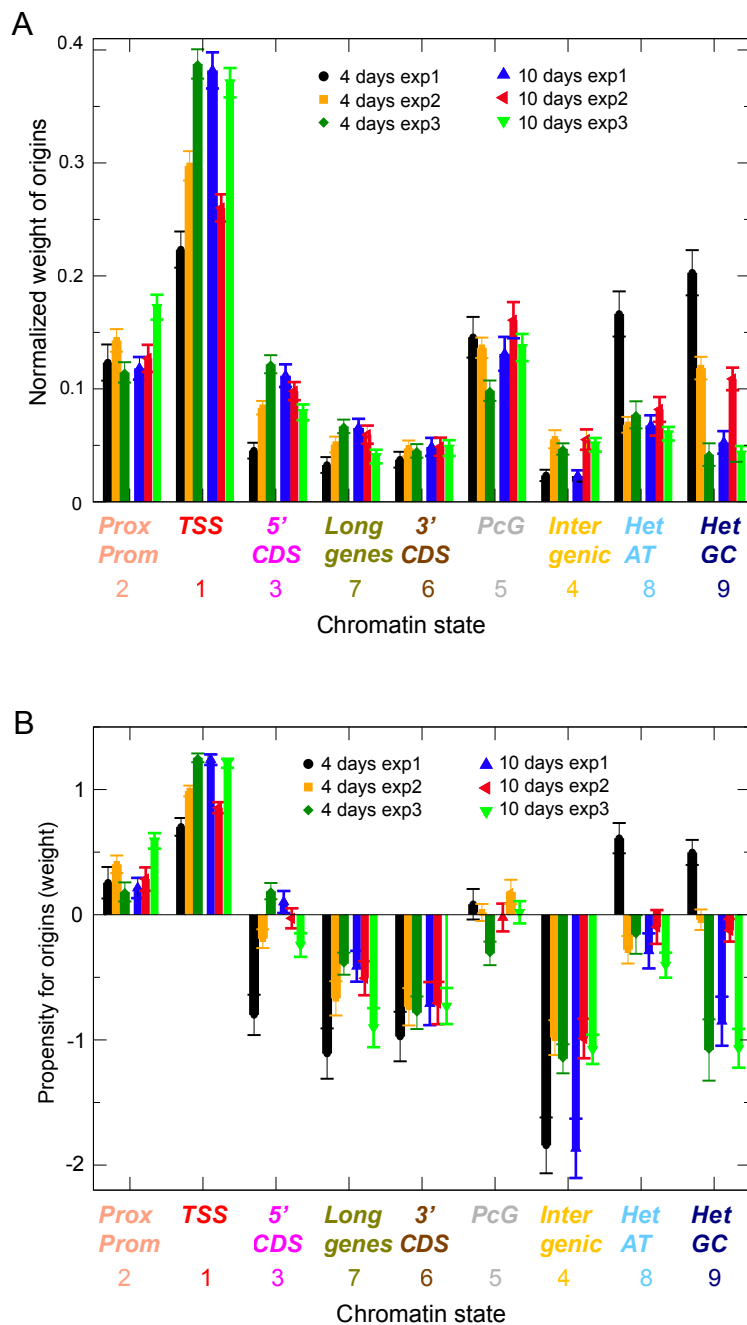 A
0.4
0.3
0.2
0.1
0
Normalized weight of origins
4 days exp1
4 days exp2
4 days exp3
10 days exp1
10 days exp2
10 days exp3
Prox Prom
TSS
5' CDS
Long genes
3' CDS
PcG
Inter genic
Het AT
Het GC
2 1 3 7 6 5 4 8 9
Chromatin state
B
1
0
-1
-2
Propensity for origins (weight)
4 days exp1
4 days exp2
4 days exp3
10 days exp1
10 days exp2
10 days exp3
Prox Prom
TSS
5' CDS
Long genes
3' CDS
PcG
Inter genic
Het AT
Het GC
2 1 3 7 6 5 4 8 9
Chromatin state